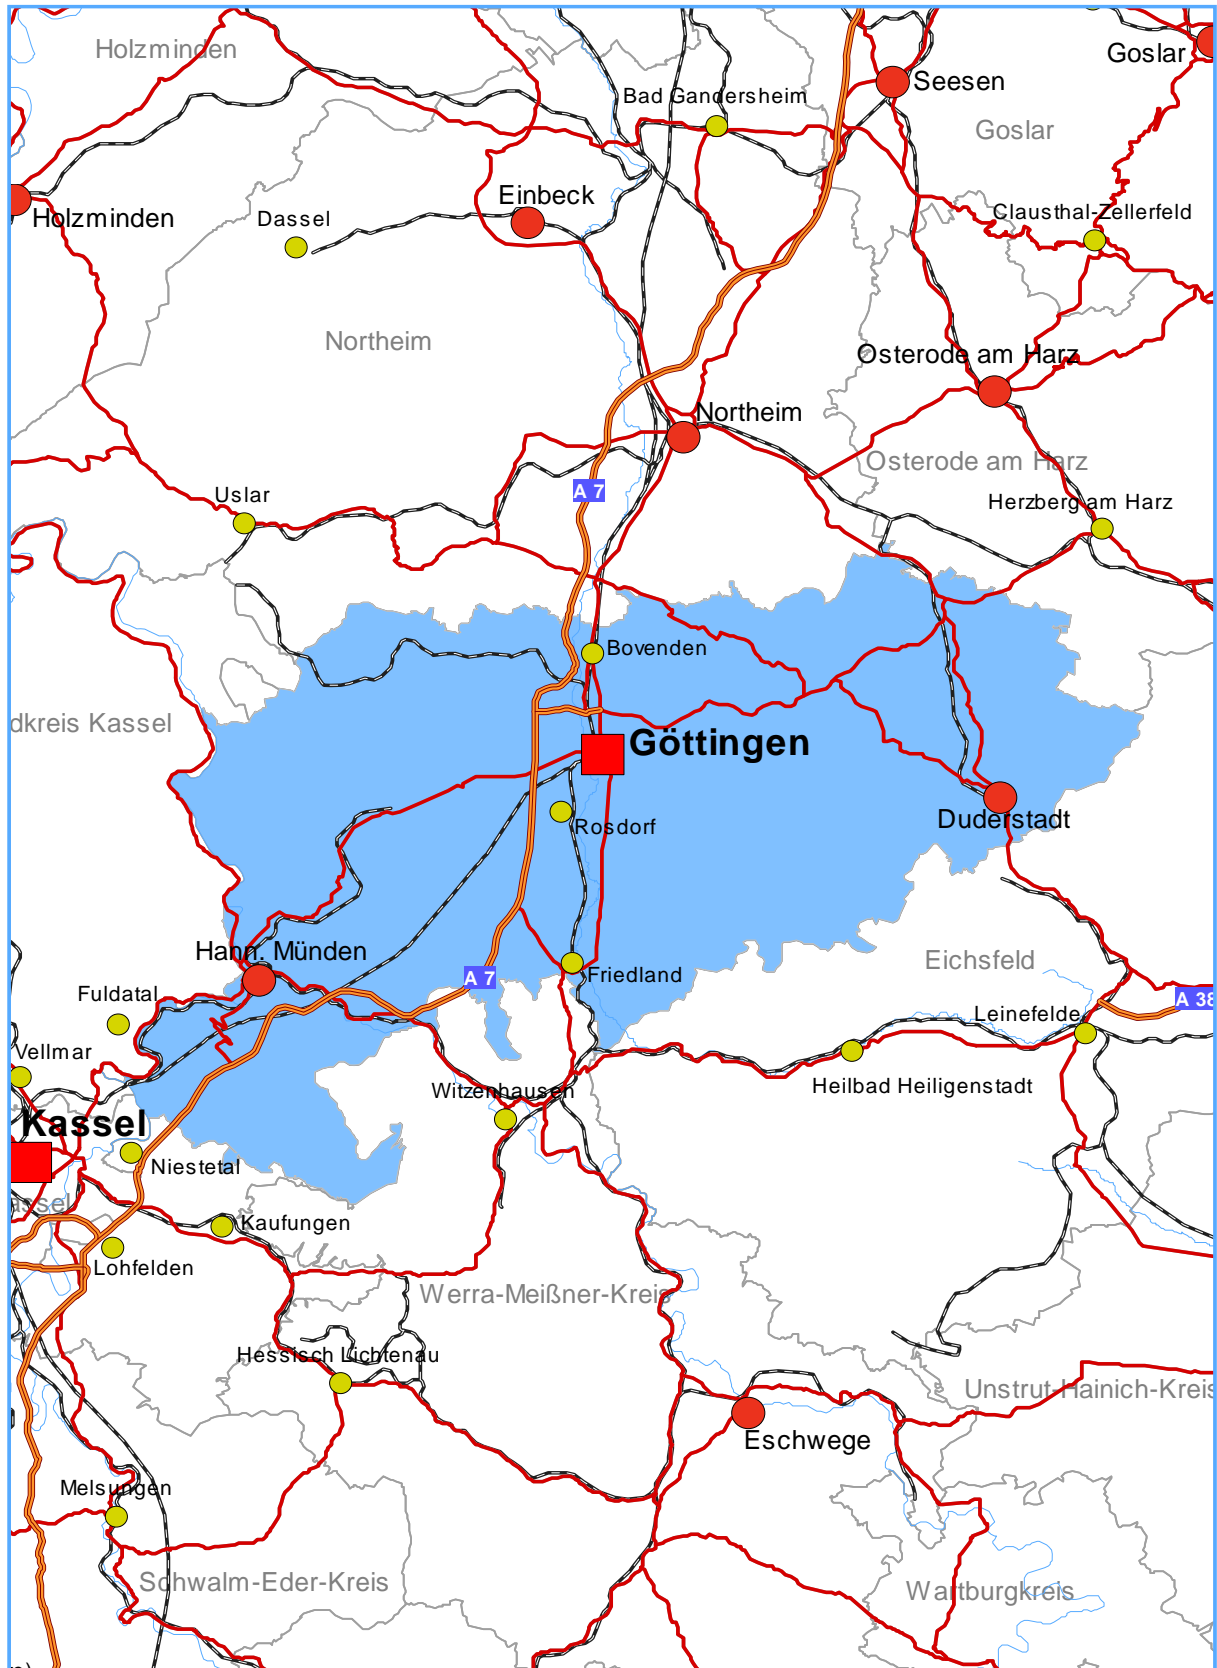 Holzminden
Goslar
Seesen
Bad Gandersheim
Goslar
Einbeck
Holzminden
Dassel
Clausthal-Zellerfeld
Northeim
Osterode am Harz
Northeim
Osterode am Harz
A 7
Uslar
Herzberg am Harz
Bovenden
dkreis Kassel
Göttingen
Duderstadt
Rosdorf
Hann. Münden
Eichsfeld
Friedland
A 7
Fuldatal
A 38
Leinefelde
Vellmar
Heilbad Heiligenstadt
Witzenhausen
Kassel
Niestetal
assel
Kaufungen
Lohfelden
Werra-Meißner-Kreis
Hessisch Lichtenau
Unstrut-Hainich-Kreis
Eschwege
Melsungen
Schwalm-Eder-Kreis
Wartburgkreis